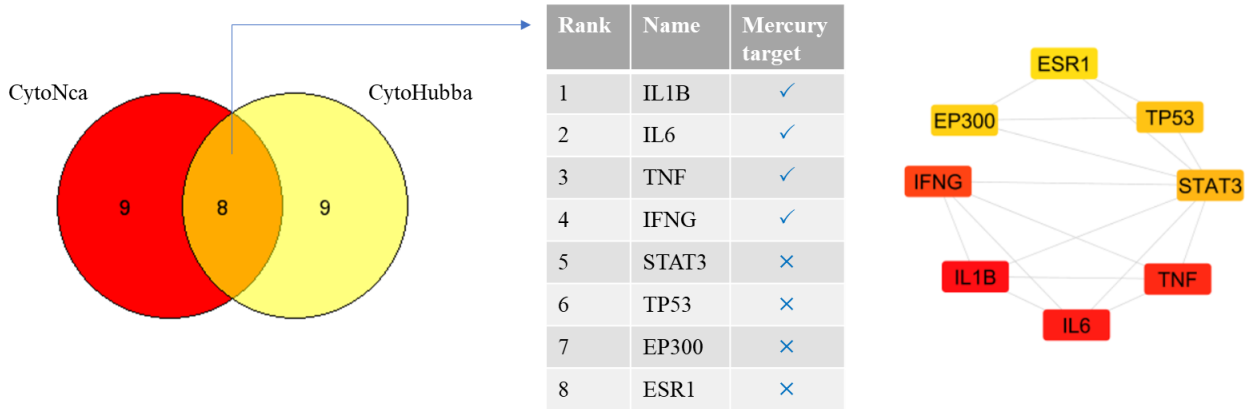 CytoNca
CytoHubba
9
8
9
Rank Name Mercury target
1 IL1B ✓
2 IL6 ✓
3 TNF ✓
4 IFNG ✓
5 STAT3 ×
6 TP53 ×
7 EP300 ×
8 ESR1 ×
ESR1
EP300
TP53
IFNG
STAT3
IL1B
TNF
IL6